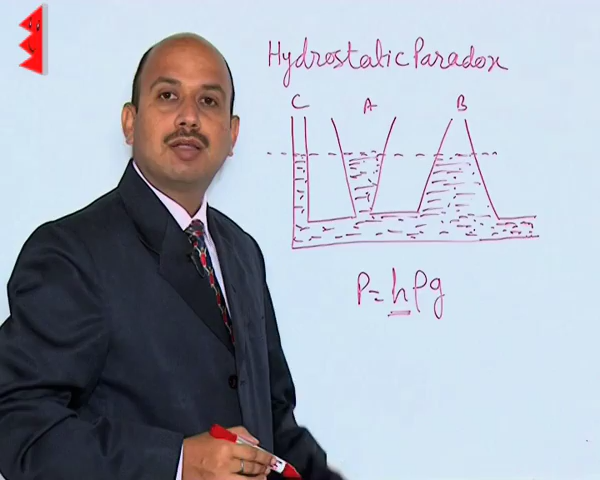 Hydrostatic Paradox
C A B
P = hρg